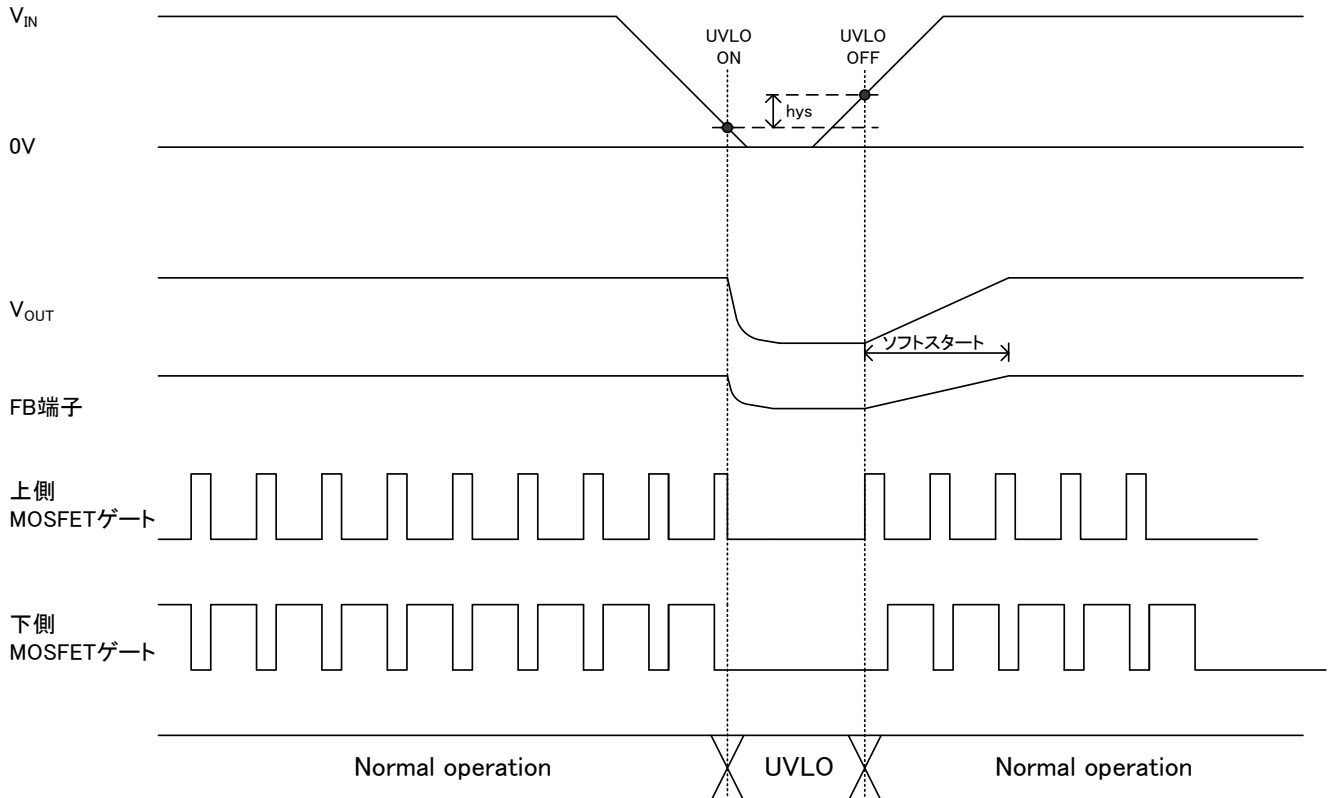 VIN
UVLO
ON
UVLO
OFF
hys
0V
VOUT
ソフトスタート
FB端子
上側
MOSFETゲート
下側
MOSFETゲート
Normal operation
UVLO
Normal operation